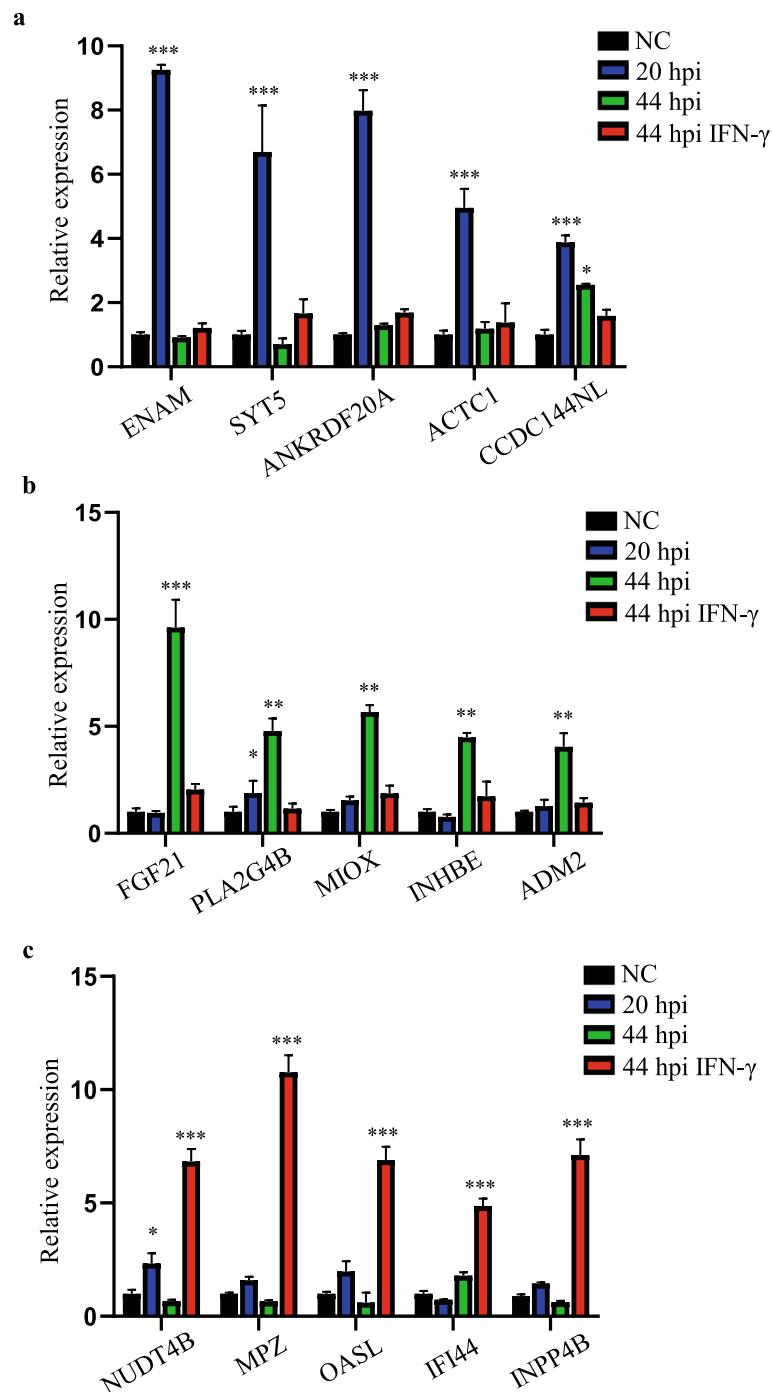 a
Relative expression
10
8
6
4
2
0
*** *** *** *** *** *
NC
20 hpi
44 hpi
44 hpi IFN-γ
ENAM SYT5 ANKRDF20A ACTC1 CCDC144NL
b
Relative expression
15
10
5
0
*** * ** ** ** **
NC
20 hpi
44 hpi
44 hpi IFN-γ
FGF21 PLA2G4B MIOX INHBE ADM2
c
Relative expression
15
10
5
0
* *** *** *** *** ***
NC
20 hpi
44 hpi
44 hpi IFN-γ
NUDT4B MPZ OASL IFI44 INPP4B